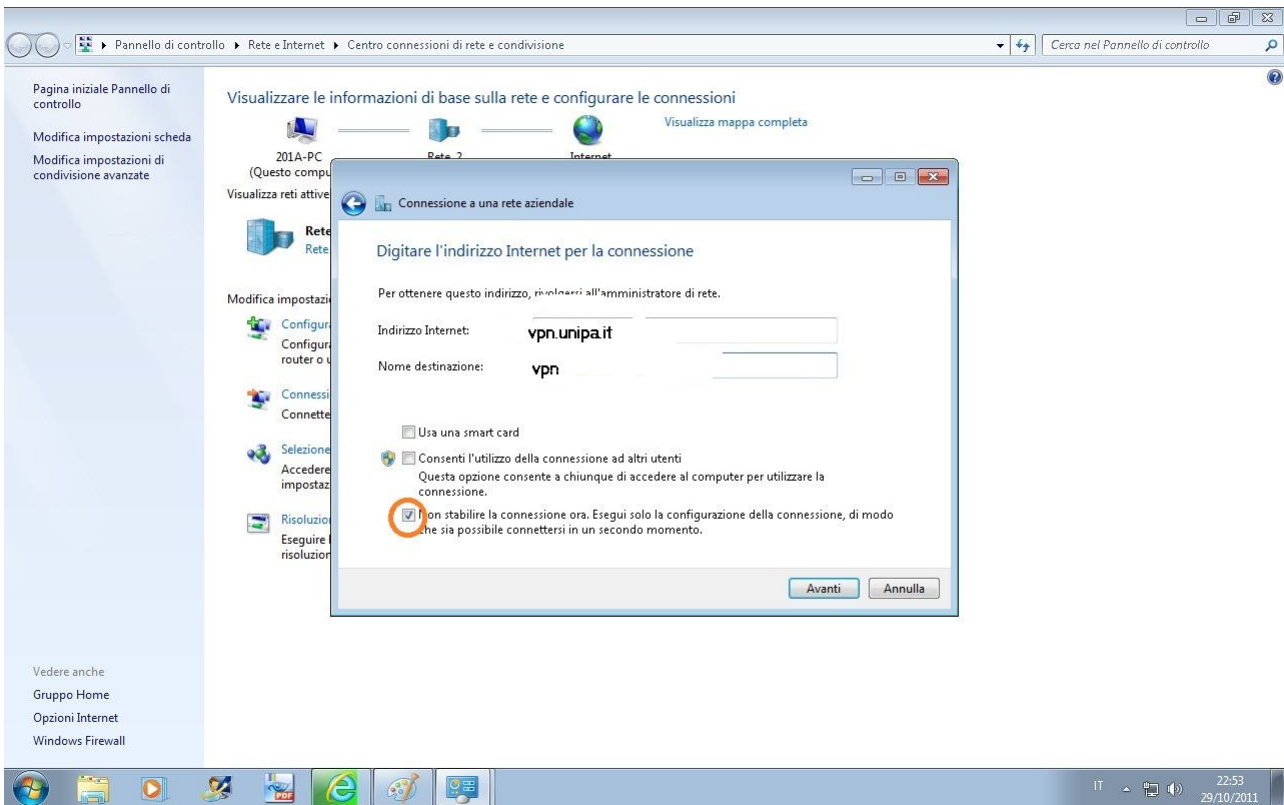 Pannello di controllo ▸ Rete e Internet ▸ Centro connessioni di rete e condivisione
Cerca nel Pannello di controllo
Pagina iniziale Pannello di
controllo
Modifica impostazioni scheda
Modifica impostazioni di
condivisione avanzate
Vedere anche
Gruppo Home
Opzioni Internet
Windows Firewall
Visualizzare le informazioni di base sulla rete e configurare le connessioni
Visualizza mappa completa
201A-PC
(Questo compu
Rete 2
Internet
Visualizza reti attive
Rete
Rete
Modifica impostazi
Configur
Configur
router o u
Connessi
Connette
Selezione
Accedere
impostaz
Risoluzion
Eseguire l
risoluzior
Connessione a una rete aziendale
Digitare l'indirizzo Internet per la connessione
Per ottenere questo indirizzo, rivolgersi all'amministratore di rete.
Indirizzo Internet: vpn.unipa.it
Nome destinazione: vpn
Usa una smart card
Consenti l'utilizzo della connessione ad altri utenti
Questa opzione consente a chiunque di accedere al computer per utilizzare la
connessione.
Non stabilire la connessione ora. Esegui solo la configurazione della connessione, di modo
che sia possibile connettersi in un secondo momento.
Avanti
Annulla
PDF
IT
22:53
29/10/2011